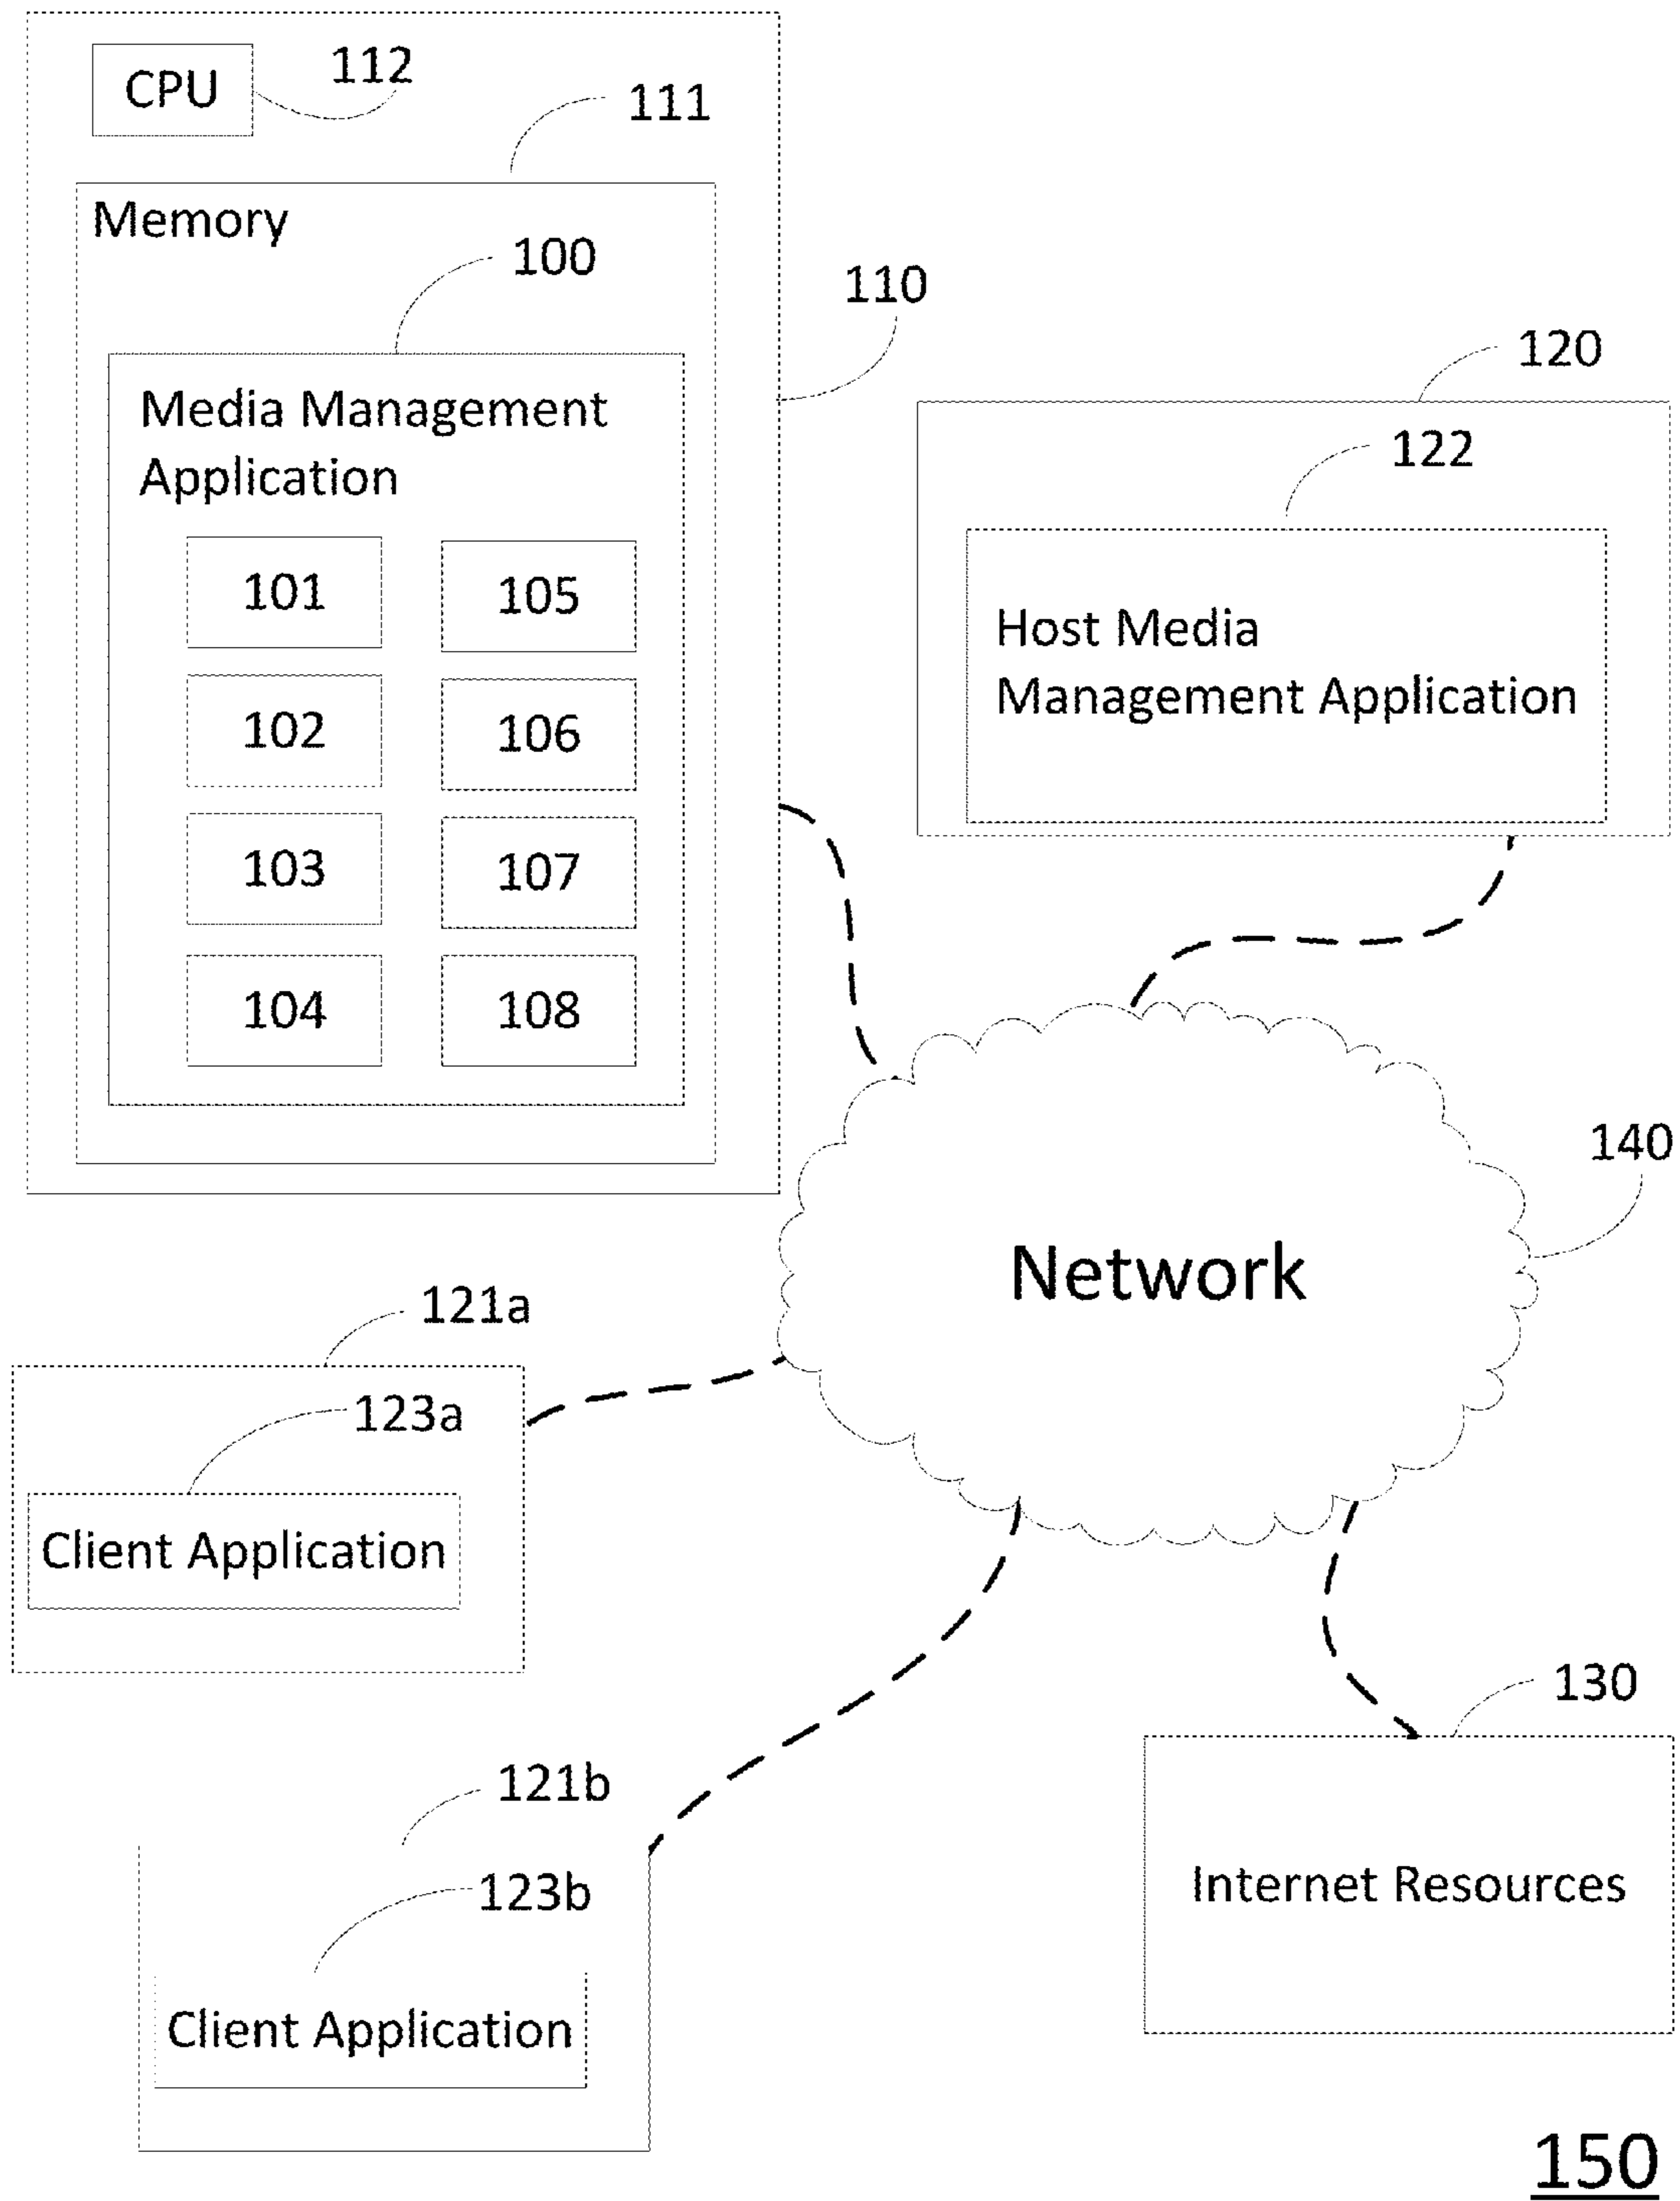 CPU
112
111
Memory
100
110
Media Management
Application
120
122
101
105
Host Media
Management Application
102
106
103
107
104
108
140
Network
121a
123a
Client Application
130
121b
Internet Resources
123b
Client Application
150